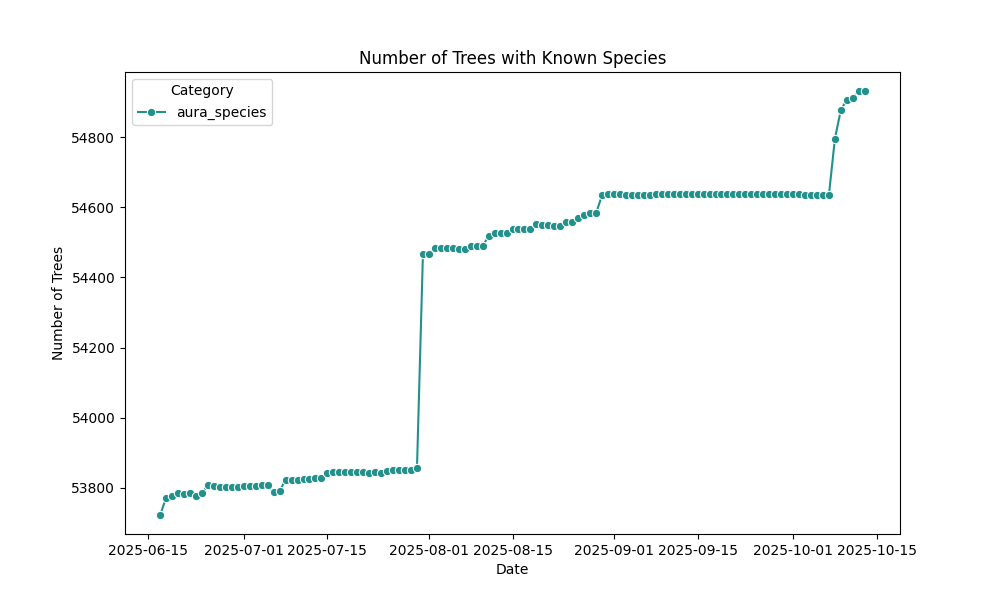 Number of Trees with Known Species
Category
aura_species
Number of Trees
54800
54600
54400
54200
54000
53800
2025-06-15 2025-07-01 2025-07-15 2025-08-01 2025-08-15 2025-09-01 2025-09-15 2025-10-01 2025-10-15
Date